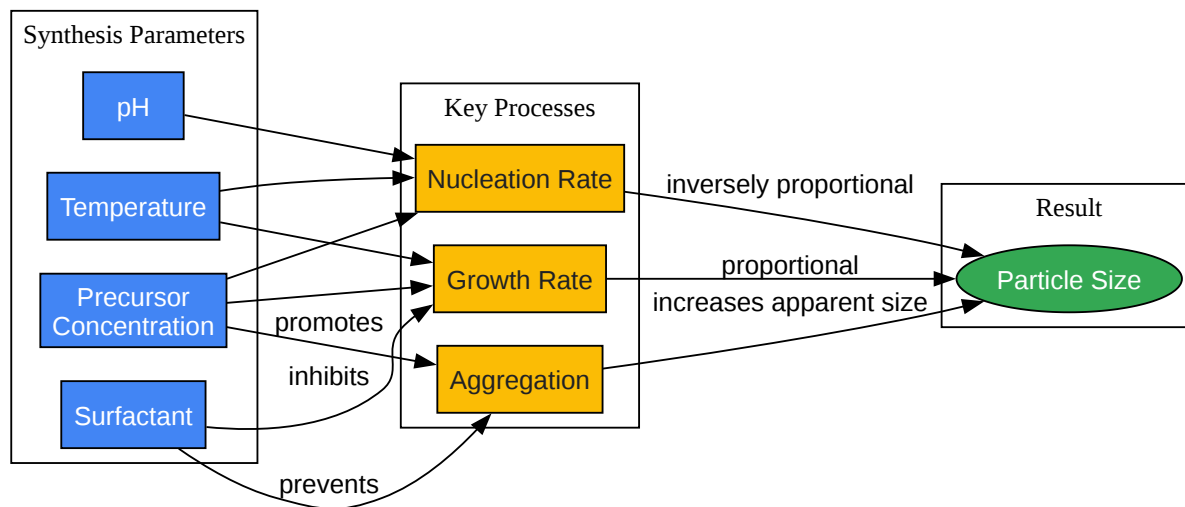 Synthesis Parameters
pH
Temperature
Precursor
Concentration
Surfactant
promotes
inhibits
prevents
Key Processes
Nucleation Rate
Growth Rate
Aggregation
inversely proportional
proportional
increases apparent size
Result
Particle Size